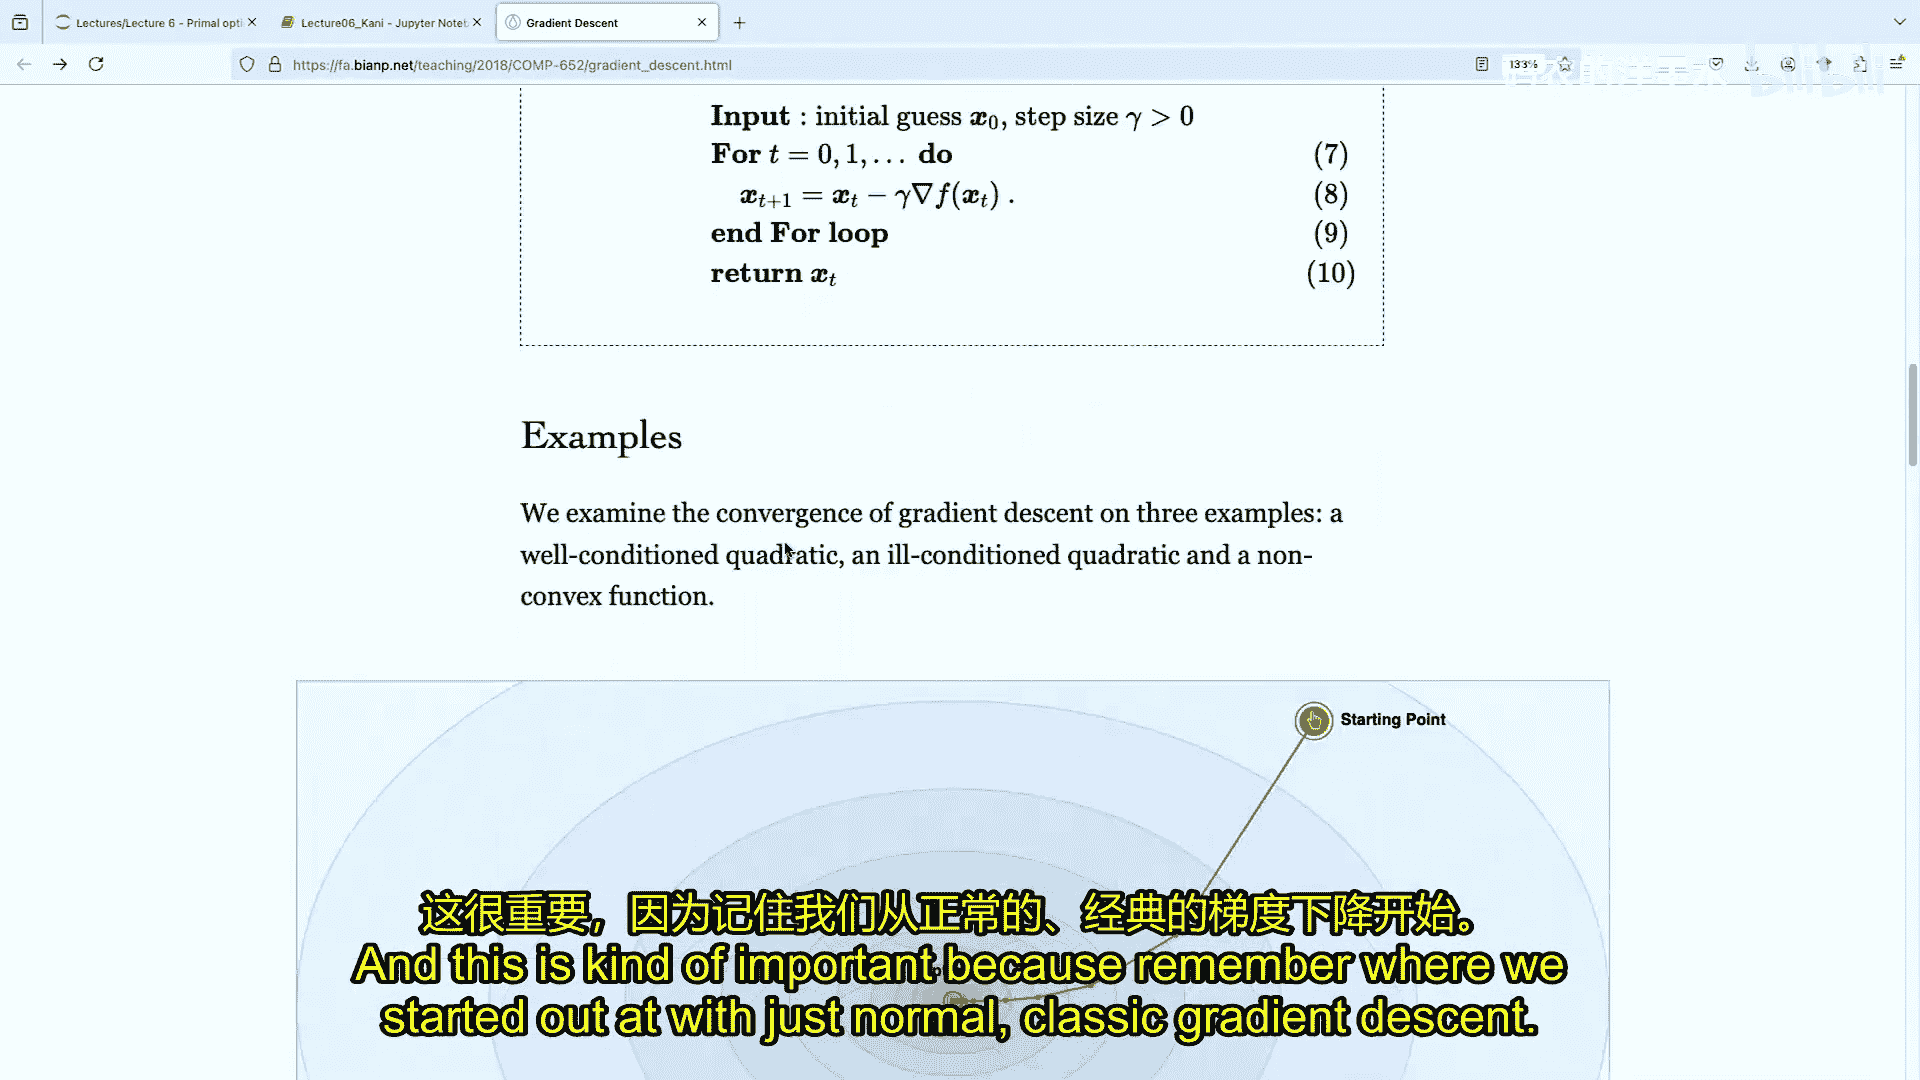 Lectures/Lecture 6 - Primal opti
Lecture06_Kani - Jupyter Noteb
Gradient Descent
https://fa.bianp.net/teaching/2018/COMP-652/gradient_descent.html
133%
Input : initial guess x₀, step size γ > 0
For t = 0, 1, … do (7)
xₜ₊₁ = xₜ − γ∇f(xₜ) . (8)
end For loop (9)
return xₜ (10)
Examples
We examine the convergence of gradient descent on three examples: a
well-conditioned quadratic, an ill-conditioned quadratic and a non-
convex function.
Starting Point
这很重要，因为记住我们从正常的、经典的梯度下降开始。
And this is kind of important because remember where we
started out at with just normal, classic gradient descent.